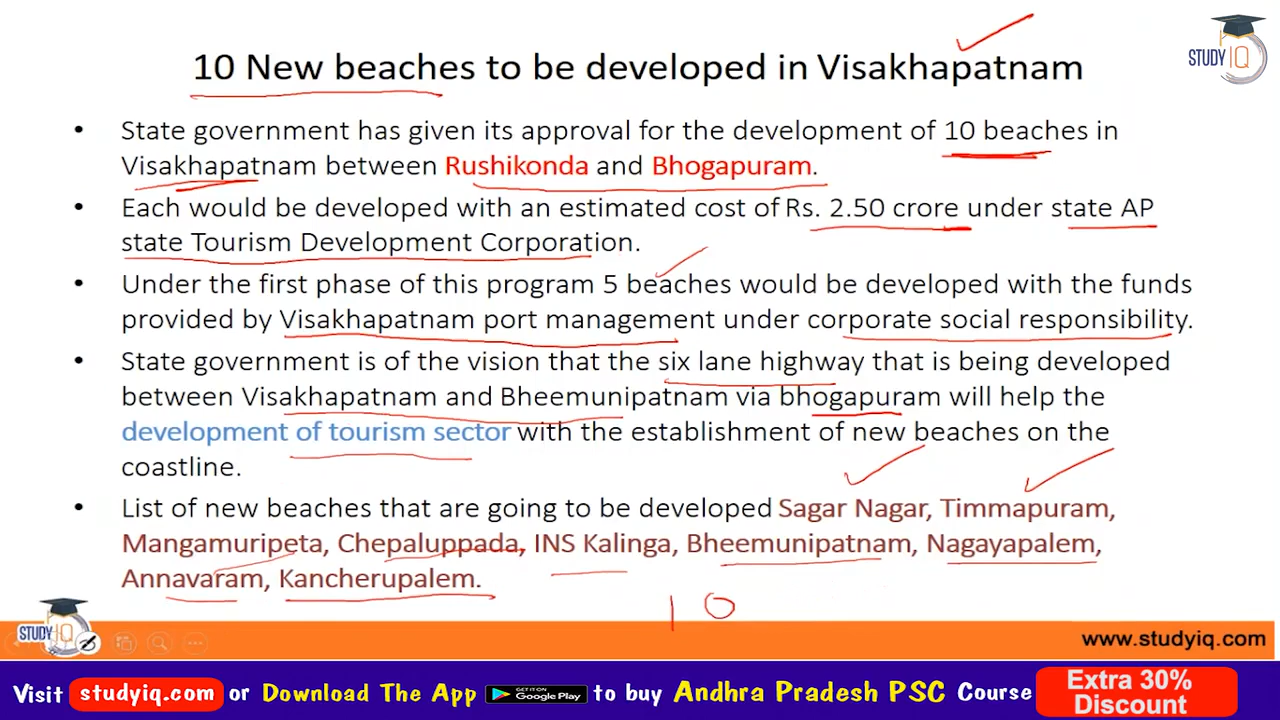 STUDY IQ
10 New beaches to be developed in Visakhapatnam
• State government has given its approval for the development of 10 beaches in
Visakhapatnam between Rushikonda and Bhogapuram.
• Each would be developed with an estimated cost of Rs. 2.50 crore under state AP
state Tourism Development Corporation.
• Under the first phase of this program 5 beaches would be developed with the funds
provided by Visakhapatnam port management under corporate social responsibility.
• State government is of the vision that the six lane highway that is being developed
between Visakhapatnam and Bheemunipatnam via bhogapuram will help the
development of tourism sector with the establishment of new beaches on the
coastline.
• List of new beaches that are going to be developed Sagar Nagar, Timmapuram,
Mangamuripeta, Chepaluppada, INS Kalinga, Bheemunipatnam, Nagayapalem,
Annavaram, Kancherupalem.
10
STUDY IQ
www.studyiq.com
Visit studyiq.com or Download The App GET IT ON Google Play to buy Andhra Pradesh PSC Course Extra 30%
Discount